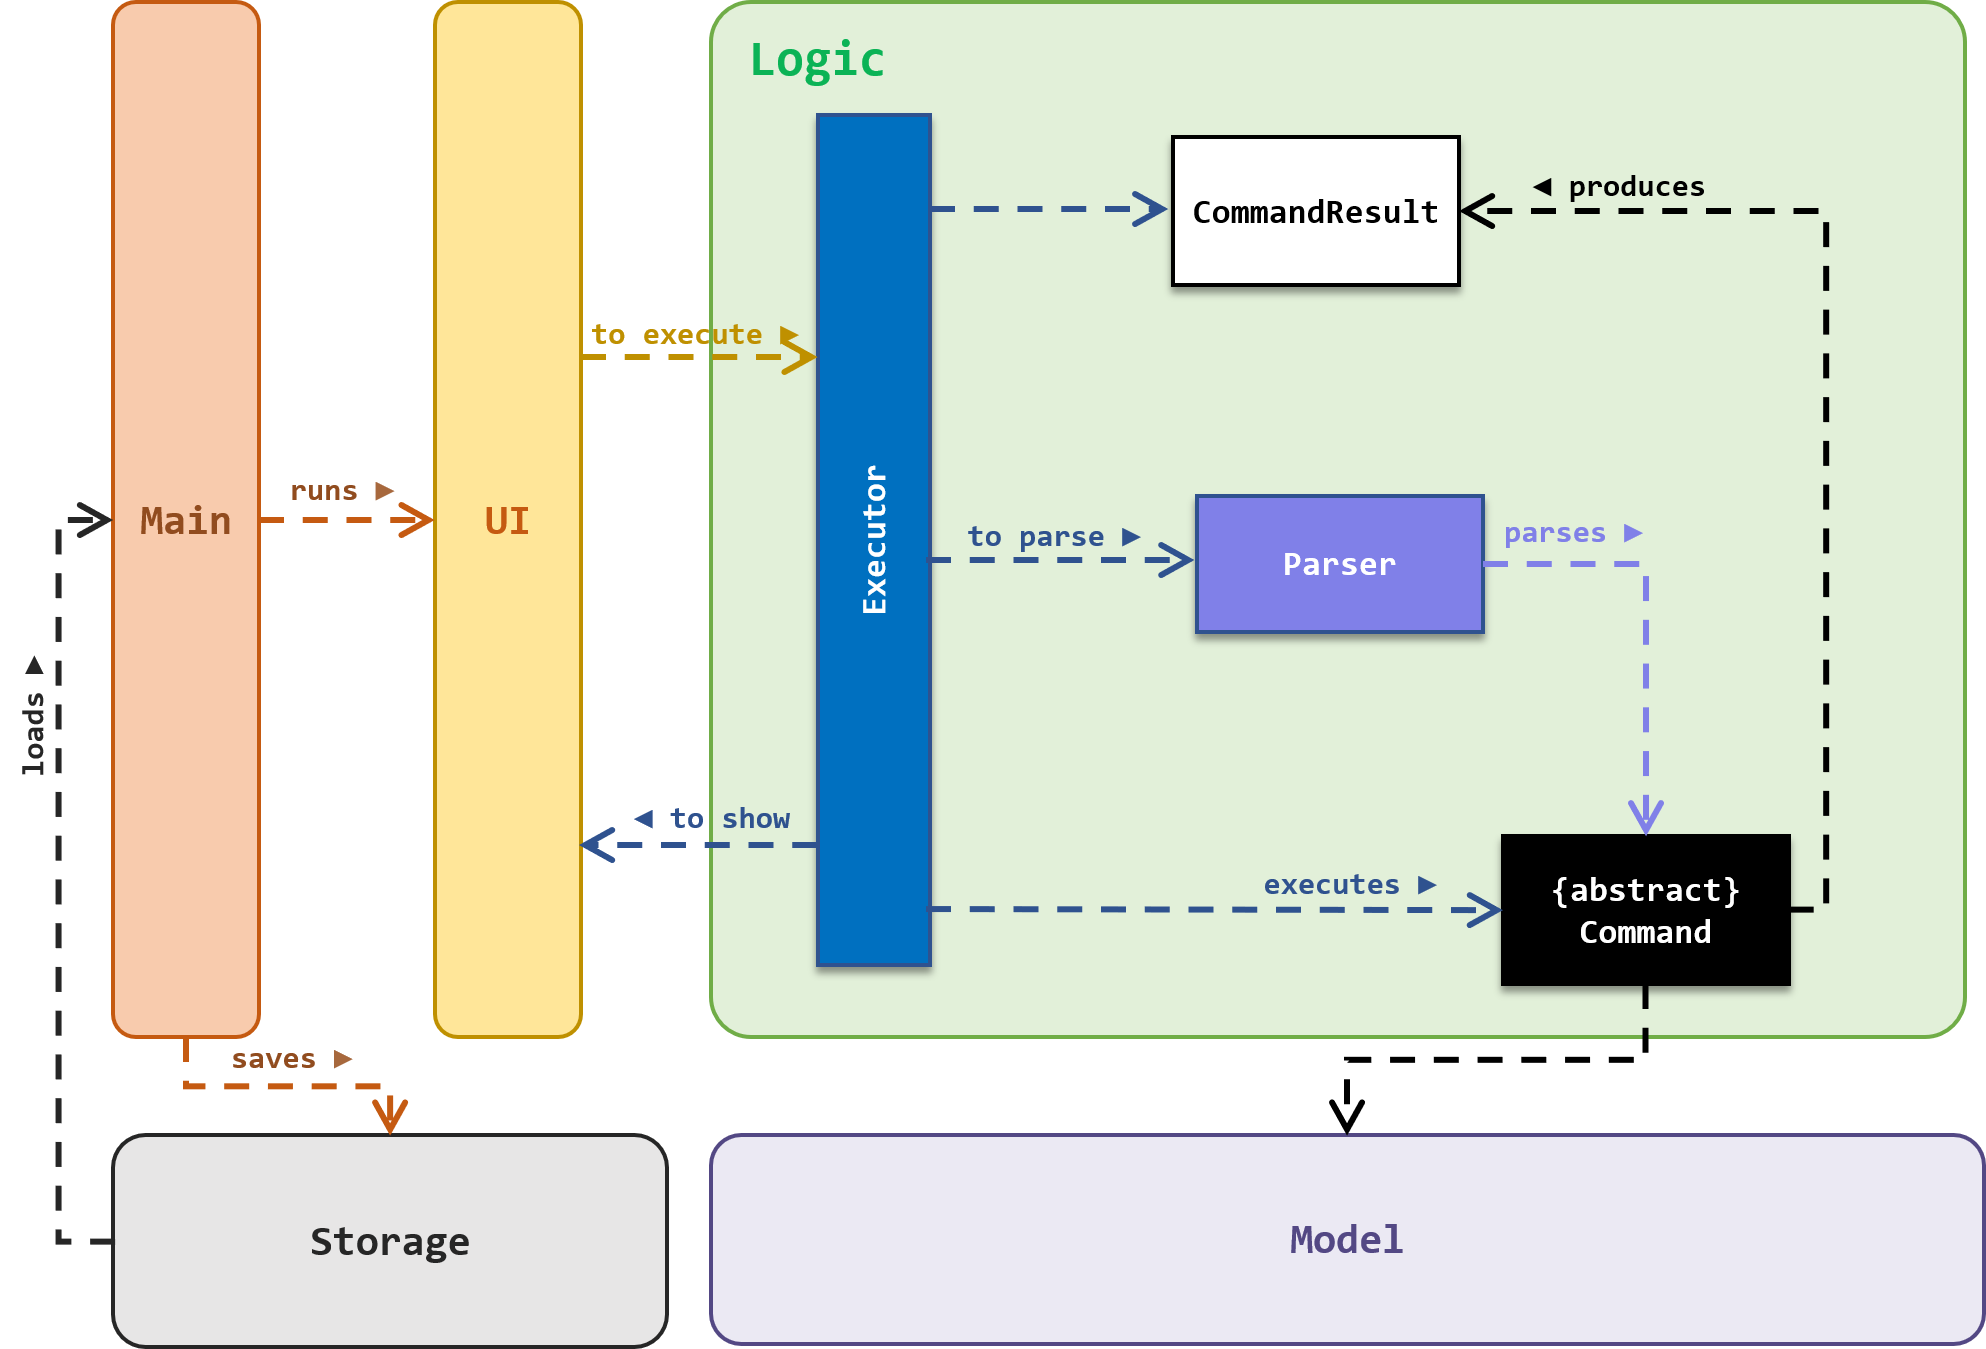 Logic
CommandResult
◄ produces
to execute ►
Executor
runs ►
Main
UI
to parse ►
Parser
parses ►
loads ►
◄ to show
executes ►
{abstract}
Command
saves ►
Storage
Model